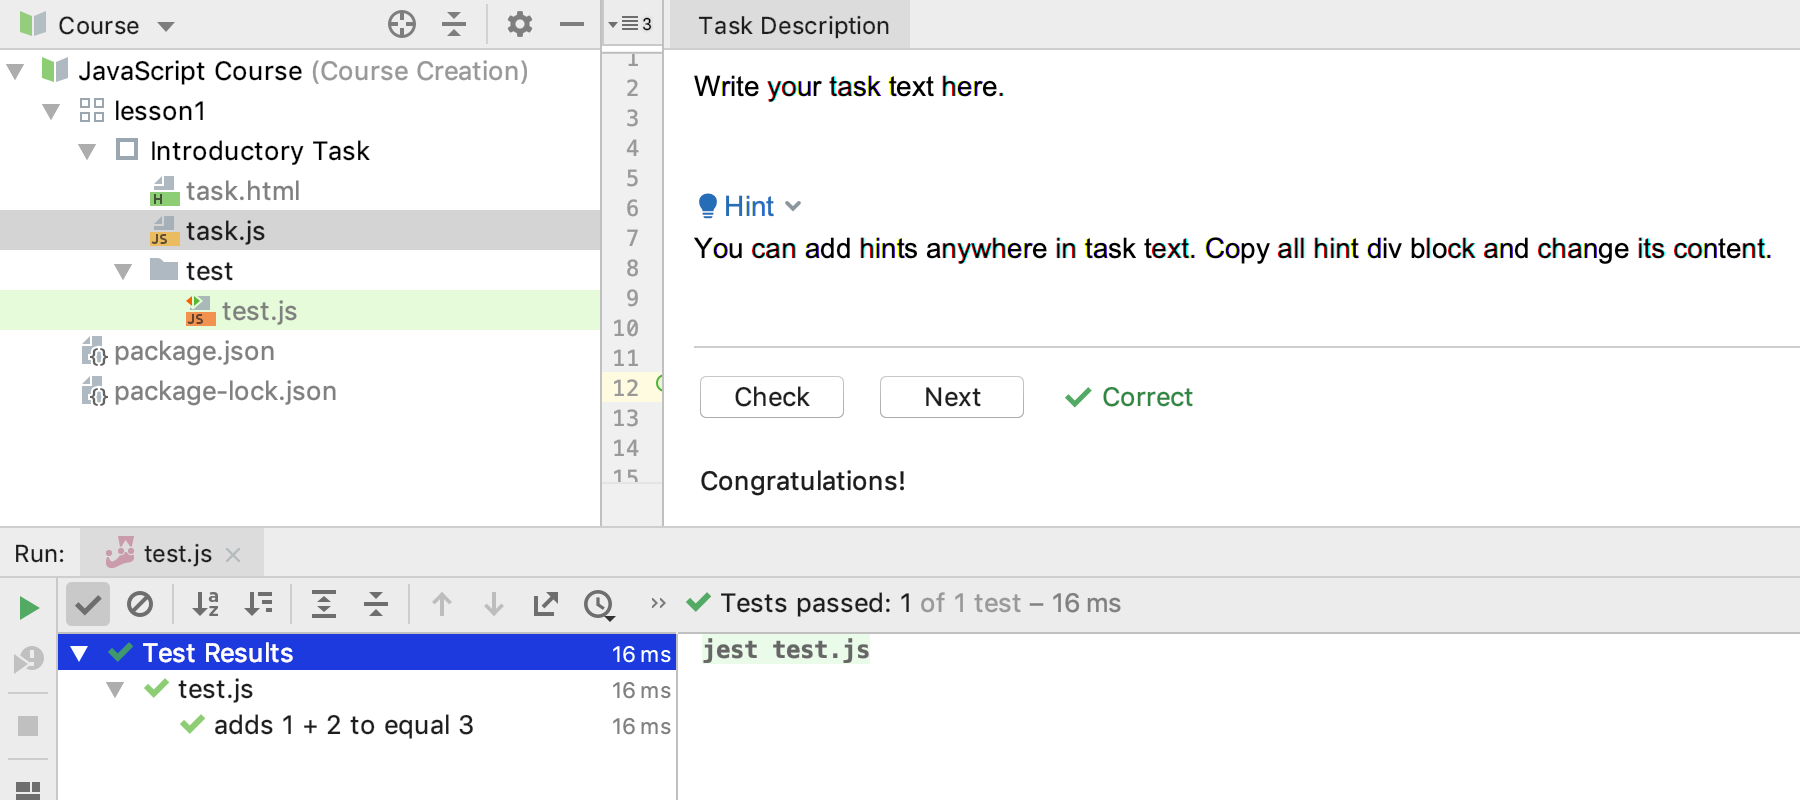 Course
3
Task Description
JavaScript Course (Course Creation)
lesson1
Introductory Task
H task.html
JS task.js
test
JS test.js
{} package.json
{} package-lock.json
1
2
3
4
5
6
7
8
9
10
11
12
13
14
15
Write your task text here.
Hint
You can add hints anywhere in task text. Copy all hint div block and change its content.
Check Next Correct
Congratulations!
Run: test.js
Tests passed: 1 of 1 test – 16 ms
Test Results 16 ms
test.js 16 ms
adds 1 + 2 to equal 3 16 ms
jest test.js